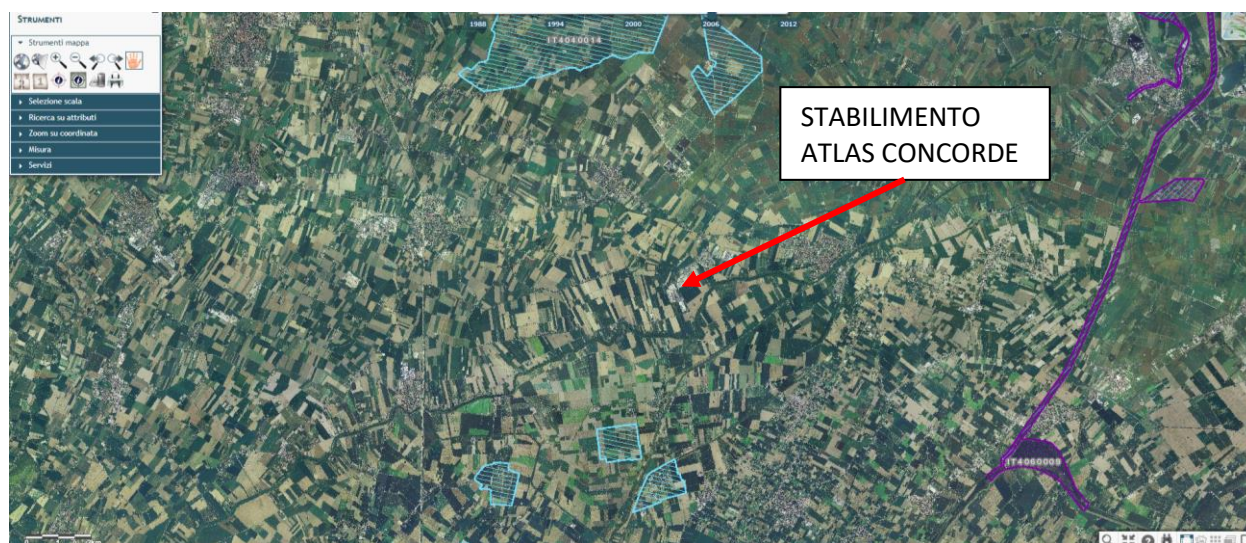 STRUMENTI
Strumenti mappa
Selezione scala
Ricerca su attributi
Zoom su coordinata
Misura
Servizi
1988 1994 2000 2006 2012
IT4040014
STABILIMENTO
ATLAS CONCORDE
IT4060009